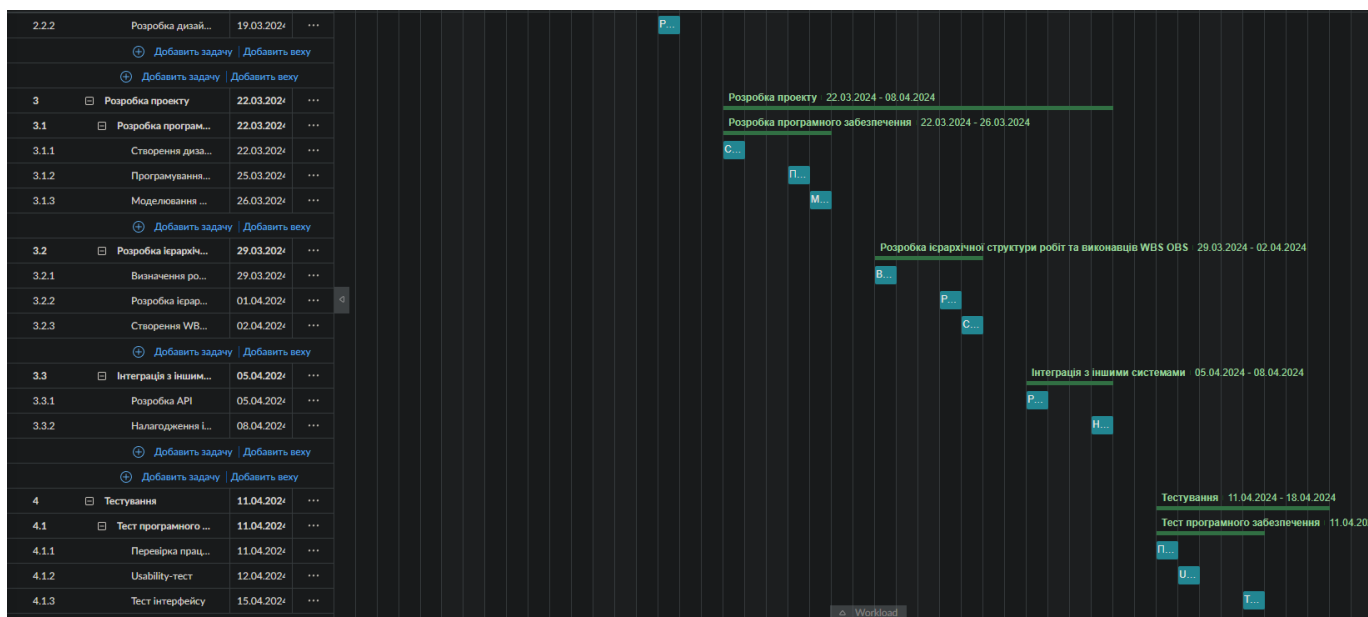 2.2.2 Розробка дизай... 19.03.2024 ... Р...
Добавить задачу | Добавить веху
Добавить задачу | Добавить веху
3 Розробка проекту 22.03.2024 ... Розробка проекту 22.03.2024 - 08.04.2024
3.1 Розробка програм... 22.03.2024 ... Розробка програмного забезпечення 22.03.2024 - 26.03.2024
3.1.1 Створення диза... 22.03.2024 ... С...
3.1.2 Програмування... 25.03.2024 ... П...
3.1.3 Моделювання ... 26.03.2024 ... М...
Добавить задачу | Добавить веху
3.2 Розробка ієрархіч... 29.03.2024 ... Розробка ієрархічної структури робіт та виконавців WBS OBS 29.03.2024 - 02.04.2024
3.2.1 Визначення ро... 29.03.2024 ... В...
3.2.2 Розробка ієрар... 01.04.2024 ... Р...
3.2.3 Створення WB... 02.04.2024 ... С...
Добавить задачу | Добавить веху
3.3 Інтеграція з іншим... 05.04.2024 ... Інтеграція з іншими системами 05.04.2024 - 08.04.2024
3.3.1 Розробка API 05.04.2024 ... Р...
3.3.2 Налагодження і... 08.04.2024 ... Н...
Добавить задачу | Добавить веху
Добавить задачу | Добавить веху
4 Тестування 11.04.2024 ... Тестування 11.04.2024 - 18.04.2024
4.1 Тест програмного ... 11.04.2024 ... Тест програмного забезпечення 11.04.20
4.1.1 Перевірка прац... 11.04.2024 ... П...
4.1.2 Usability-тест 12.04.2024 ... U...
4.1.3 Тест інтерфейсу 15.04.2024 ... Т...
Workload